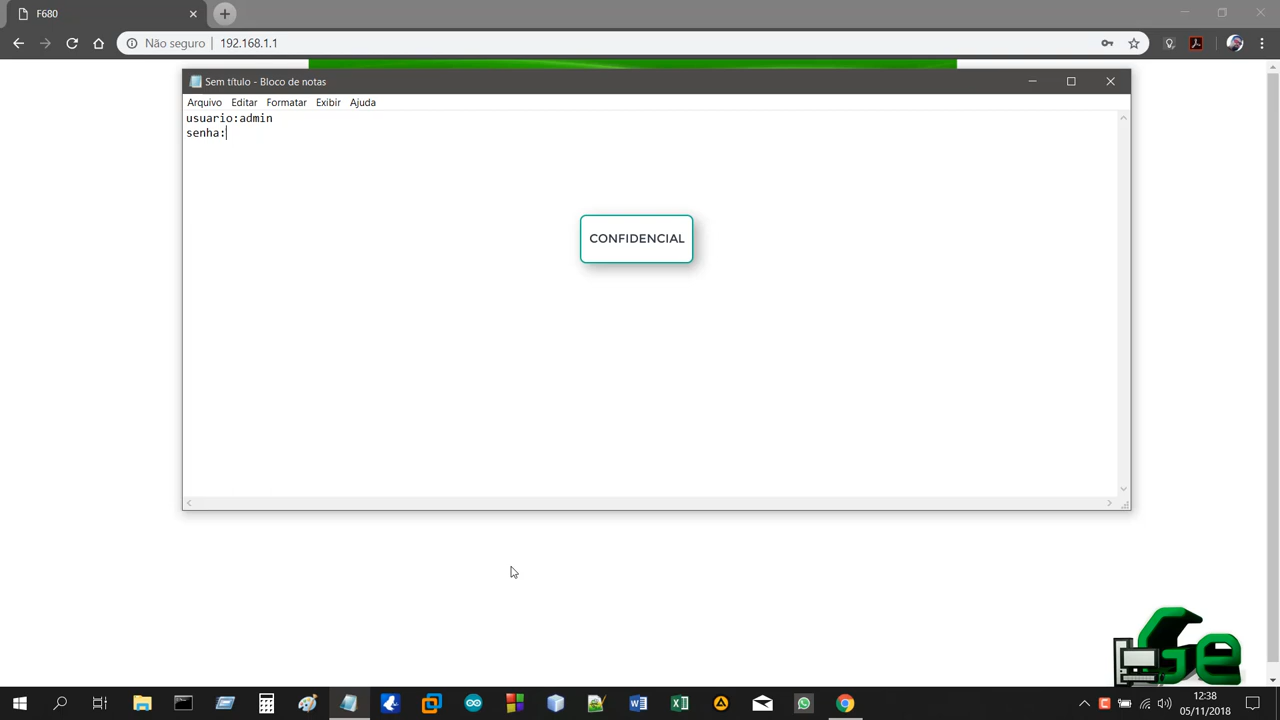 F680
Não seguro
192.168.1.1
Sem título - Bloco de notas
Arquivo Editar Formatar Exibir Ajuda
usuario:admin
senha:
CONFIDENCIAL
Ge
12:38
05/11/2018